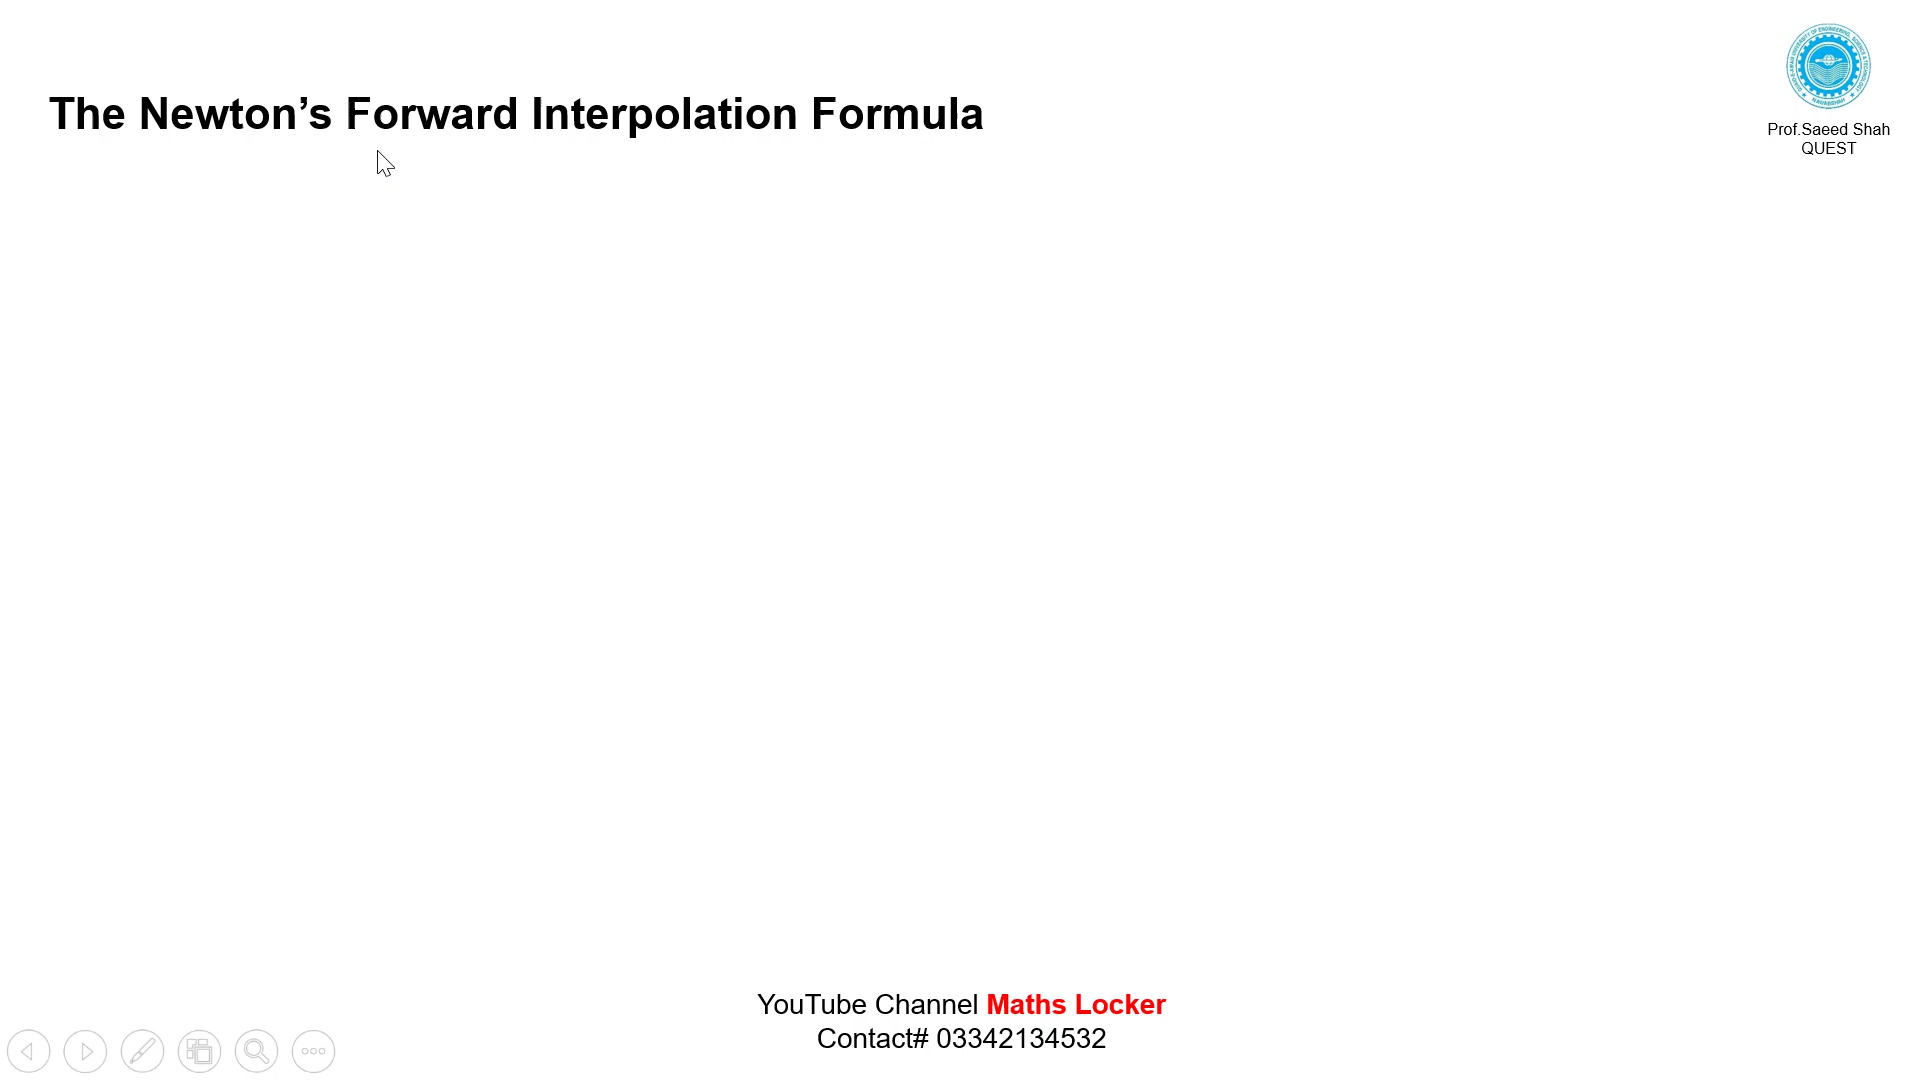 The Newton’s Forward Interpolation Formula
Prof.Saeed Shah
QUEST
YouTube Channel Maths Locker
Contact# 03342134532